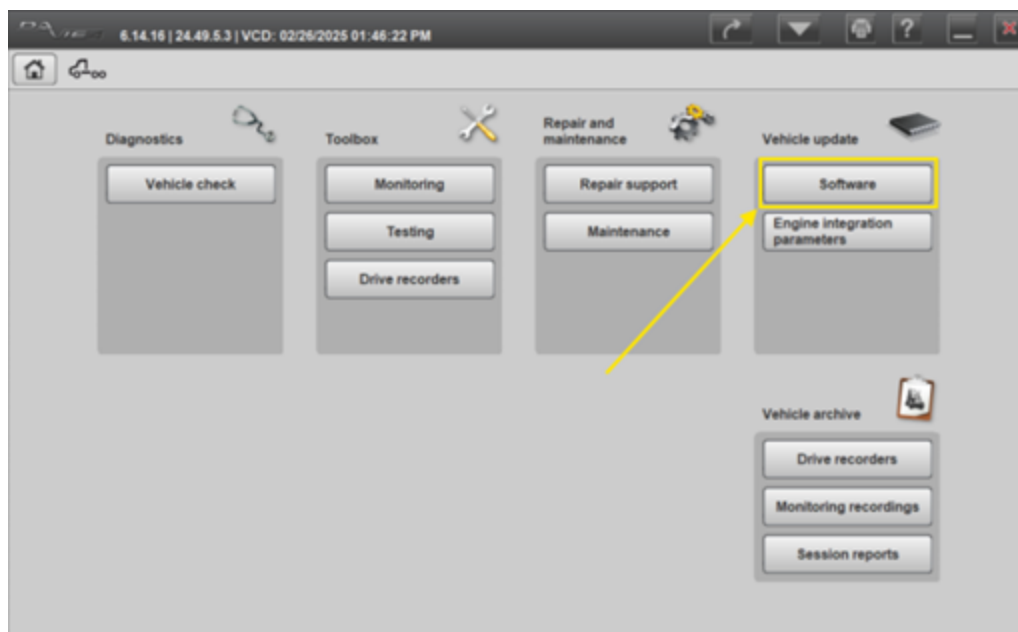 6.14.16 | 24.49.5.3 | VCD: 02/26/2025 01:46:22 PM
?
Diagnostics
Vehicle check
Toolbox
Monitoring
Testing
Drive recorders
Repair and
maintenance
Repair support
Maintenance
Vehicle update
Software
Engine integration
parameters
Vehicle archive
Drive recorders
Monitoring recordings
Session reports